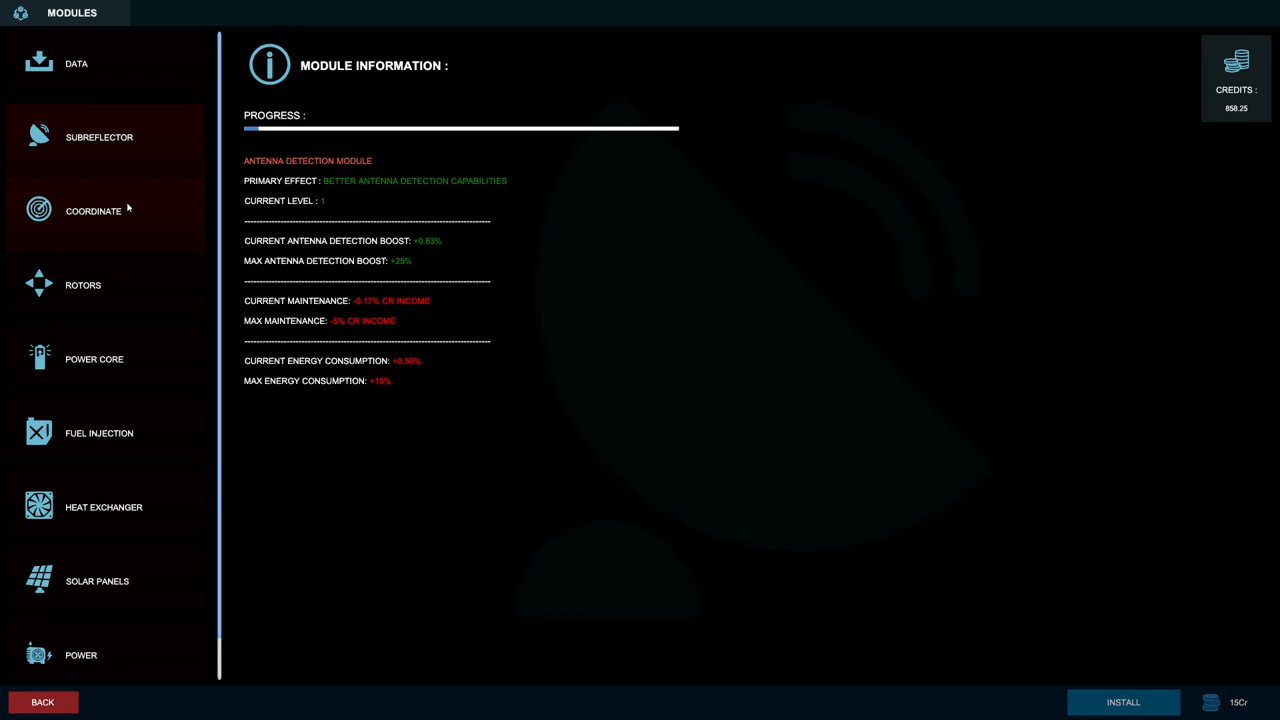 MODULES
DATA
SUBREFLECTOR
COORDINATE
ROTORS
POWER CORE
FUEL INJECTION
HEAT EXCHANGER
SOLAR PANELS
POWER
MODULE INFORMATION :
PROGRESS :
ANTENNA DETECTION MODULE
PRIMARY EFFECT : BETTER ANTENNA DETECTION CAPABILITIES
CURRENT LEVEL : 1
CURRENT ANTENNA DETECTION BOOST: +0.83%
MAX ANTENNA DETECTION BOOST: +25%
CURRENT MAINTENANCE: -0.17% CR INCOME
MAX MAINTENANCE: -5% CR INCOME
CURRENT ENERGY CONSUMPTION: +0.50%
MAX ENERGY CONSUMPTION: +15%
CREDITS :
858.25
BACK
INSTALL
15Cr